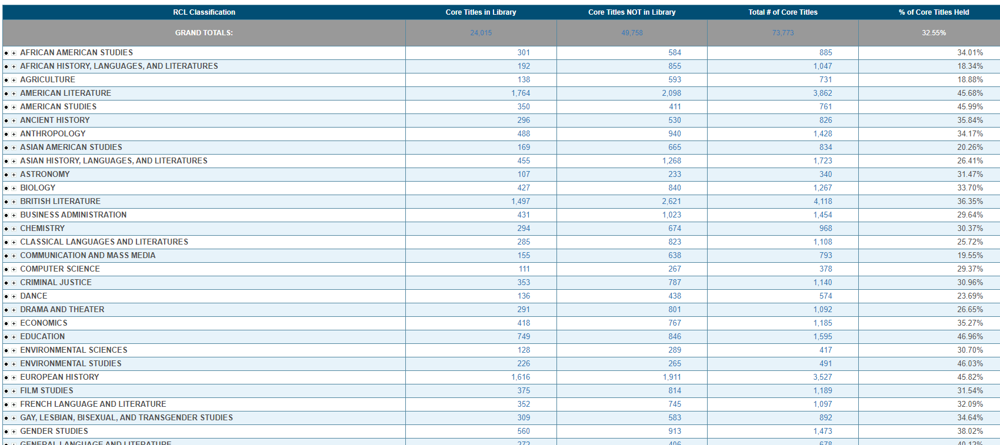 RCL Classification Core Titles in Library Core Titles NOT in Library Total # of Core Titles % of Core Titles Held
GRAND TOTALS: 24,015 49,758 73,773 32.55%
AFRICAN AMERICAN STUDIES 301 584 885 34.01%
AFRICAN HISTORY, LANGUAGES, AND LITERATURES 192 855 1,047 18.34%
AGRICULTURE 138 593 731 18.88%
AMERICAN LITERATURE 1,764 2,098 3,862 45.68%
AMERICAN STUDIES 350 411 761 45.99%
ANCIENT HISTORY 296 530 826 35.84%
ANTHROPOLOGY 488 940 1,428 34.17%
ASIAN AMERICAN STUDIES 169 665 834 20.26%
ASIAN HISTORY, LANGUAGES, AND LITERATURES 455 1,268 1,723 26.41%
ASTRONOMY 107 233 340 31.47%
BIOLOGY 427 840 1,267 33.70%
BRITISH LITERATURE 1,497 2,621 4,118 36.35%
BUSINESS ADMINISTRATION 431 1,023 1,454 29.64%
CHEMISTRY 294 674 968 30.37%
CLASSICAL LANGUAGES AND LITERATURES 285 823 1,108 25.72%
COMMUNICATION AND MASS MEDIA 155 638 793 19.55%
COMPUTER SCIENCE 111 267 378 29.37%
CRIMINAL JUSTICE 353 787 1,140 30.96%
DANCE 136 438 574 23.69%
DRAMA AND THEATER 291 801 1,092 26.65%
ECONOMICS 418 767 1,185 35.27%
EDUCATION 749 846 1,595 46.96%
ENVIRONMENTAL SCIENCES 128 289 417 30.70%
ENVIRONMENTAL STUDIES 226 265 491 46.03%
EUROPEAN HISTORY 1,616 1,911 3,527 45.82%
FILM STUDIES 375 814 1,189 31.54%
FRENCH LANGUAGE AND LITERATURE 352 745 1,097 32.09%
GAY, LESBIAN, BISEXUAL, AND TRANSGENDER STUDIES 309 583 892 34.64%
GENDER STUDIES 560 913 1,473 38.02%
GENERAL LANGUAGE AND LITERATURE 272 406 678 40.12%